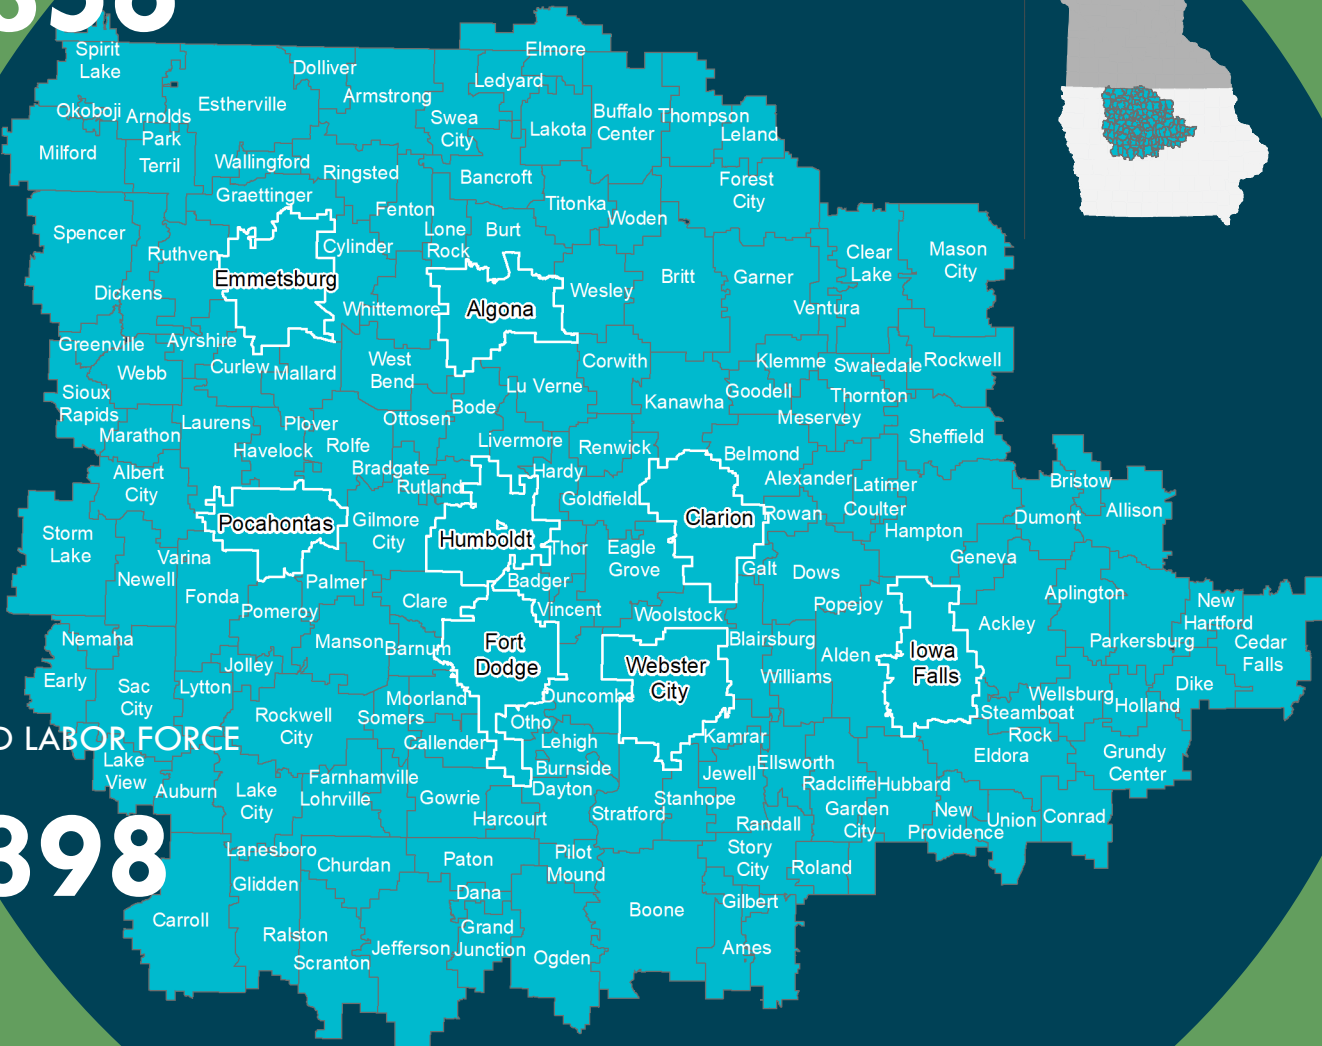 Spirit
Lake
Elmore
Dolliver
Ledyard
Armstrong
Estherville
Okoboji
Arnolds
Park
Swea
City
Lakota
Buffalo
Center
Thompson
Leland
Milford
Terril
Wallingford
Ringsted
Bancroft
Forest
City
Graettinger
Fenton
Titonka
Woden
Spencer
Ruthven
Cylinder
Lone
Rock
Burt
Clear
Lake
Mason
City
Emmetsburg
Dickens
Whittemore
Algona
Wesley
Britt
Garner
Ventura
Greenville
Ayrshire
Webb
Curlew
Mallard
West
Bend
Lu Verne
Corwith
Klemme
Swaledale
Rockwell
Sioux
Rapids
Goodell
Thornton
Kanawha
Meservey
Marathon
Laurens
Plover
Ottosen
Bode
Livermore
Renwick
Belmond
Sheffield
Havelock
Rolfe
Bradgate
Rutland
Hardy
Albert
City
Goldfield
Alexander
Latimer
Coulter
Bristow
Allison
Dumont
Pocahontas
Gilmore
City
Humboldt
Clarion
Rowan
Hampton
Storm
Lake
Varina
Newell
Thor
Eagle
Grove
Galt
Dows
Geneva
Fonda
Palmer
Badger
Pomeroy
Clare
Vincent
Woolstock
Popejoy
Aplington
New
Hartford
Nemaha
Manson
Barnum
Fort
Dodge
Webster
City
Blairsburg
Alden
Iowa
Falls
Ackley
Parkersburg
Cedar
Falls
Early
Sac
City
Jolley
Lytton
Williams
Moorland
Duncombe
Wellsburg
Holland
Dike
Rockwell
City
Somers
Otho
Steamboat
Rock
LABOR FORCE
Callender
Lehigh
Kamrar
Eldora
Grundy
Center
Lake
View
Auburn
Lake
City
Farnhamville
Lohrville
Burnside
Dayton
Jewell
Ellsworth
Radcliffe
Hubbard
Gowrie
Stanhope
Harcourt
Stratford
Randall
Garden
City
New
Providence
Union
Conrad
398
Lanesboro
Churdan
Paton
Pilot
Mound
Story
City
Roland
Glidden
Dana
Gilbert
Carroll
Ralston
Scranton
Jefferson
Grand
Junction
Ogden
Boone
Ames